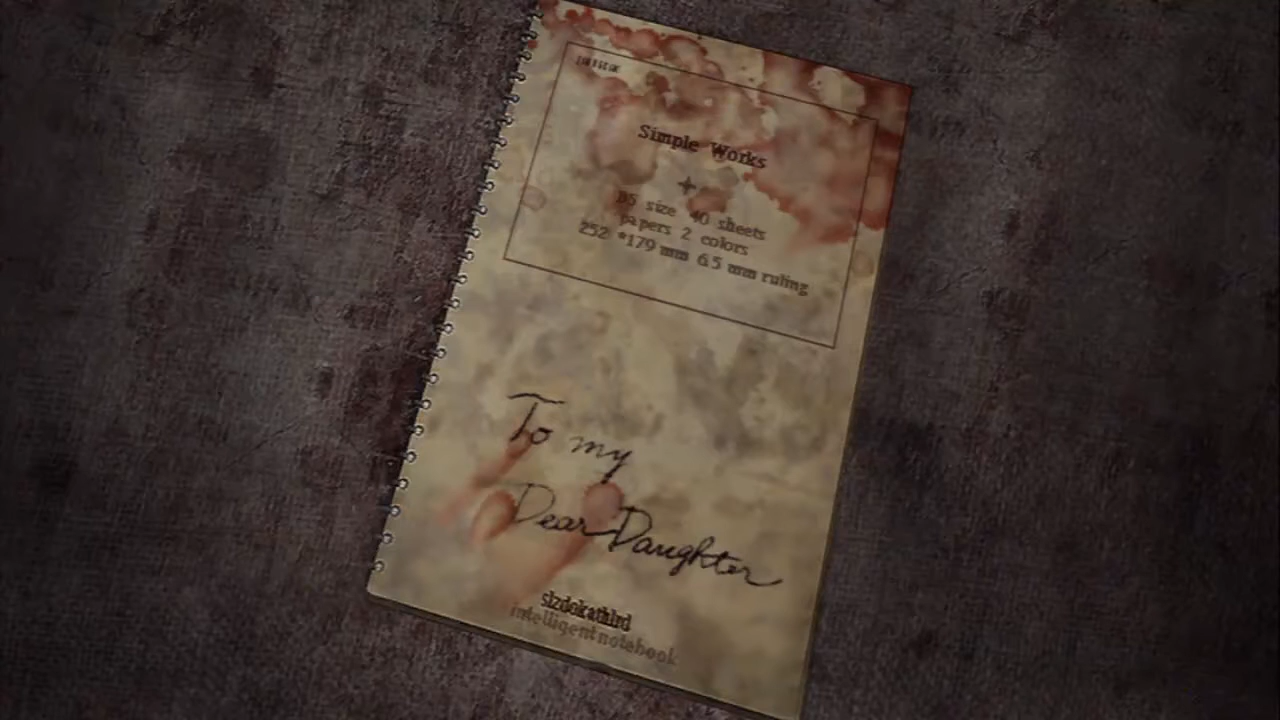 Simple Works
B5 size 40 sheets
papers 2 colors
252 *179 mm 6.5 mm ruling
To my
Dear Daughter
intelligent notebook